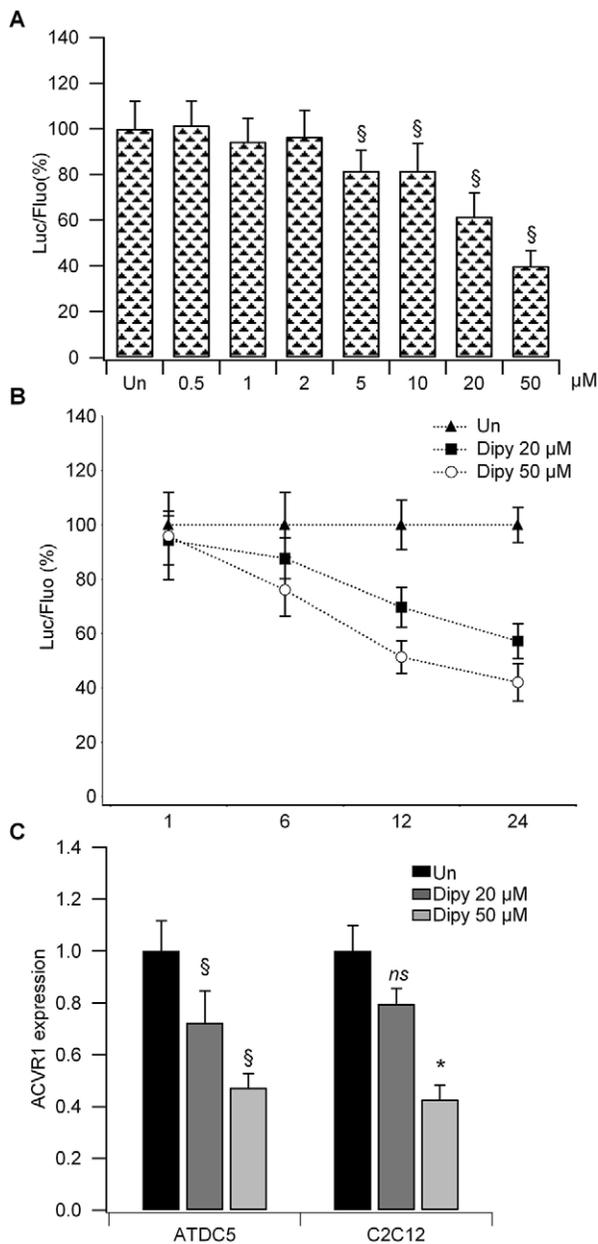 A
140
120
100
80
60
40
20
0
Luc/Fluo(%)
§ § § §
Un 0.5 1 2 5 10 20 50 µM
B
140
120
100
80
60
40
20
0
Luc/Fluo (%)
Un
Dipy 20 µM
Dipy 50 µM
1 6 12 24
C
1.4
1.2
1.0
0.8
0.6
0.4
0.2
0.0
ACVR1 expression
Un
Dipy 20 µM
Dipy 50 µM
§ § ns *
ATDC5 C2C12